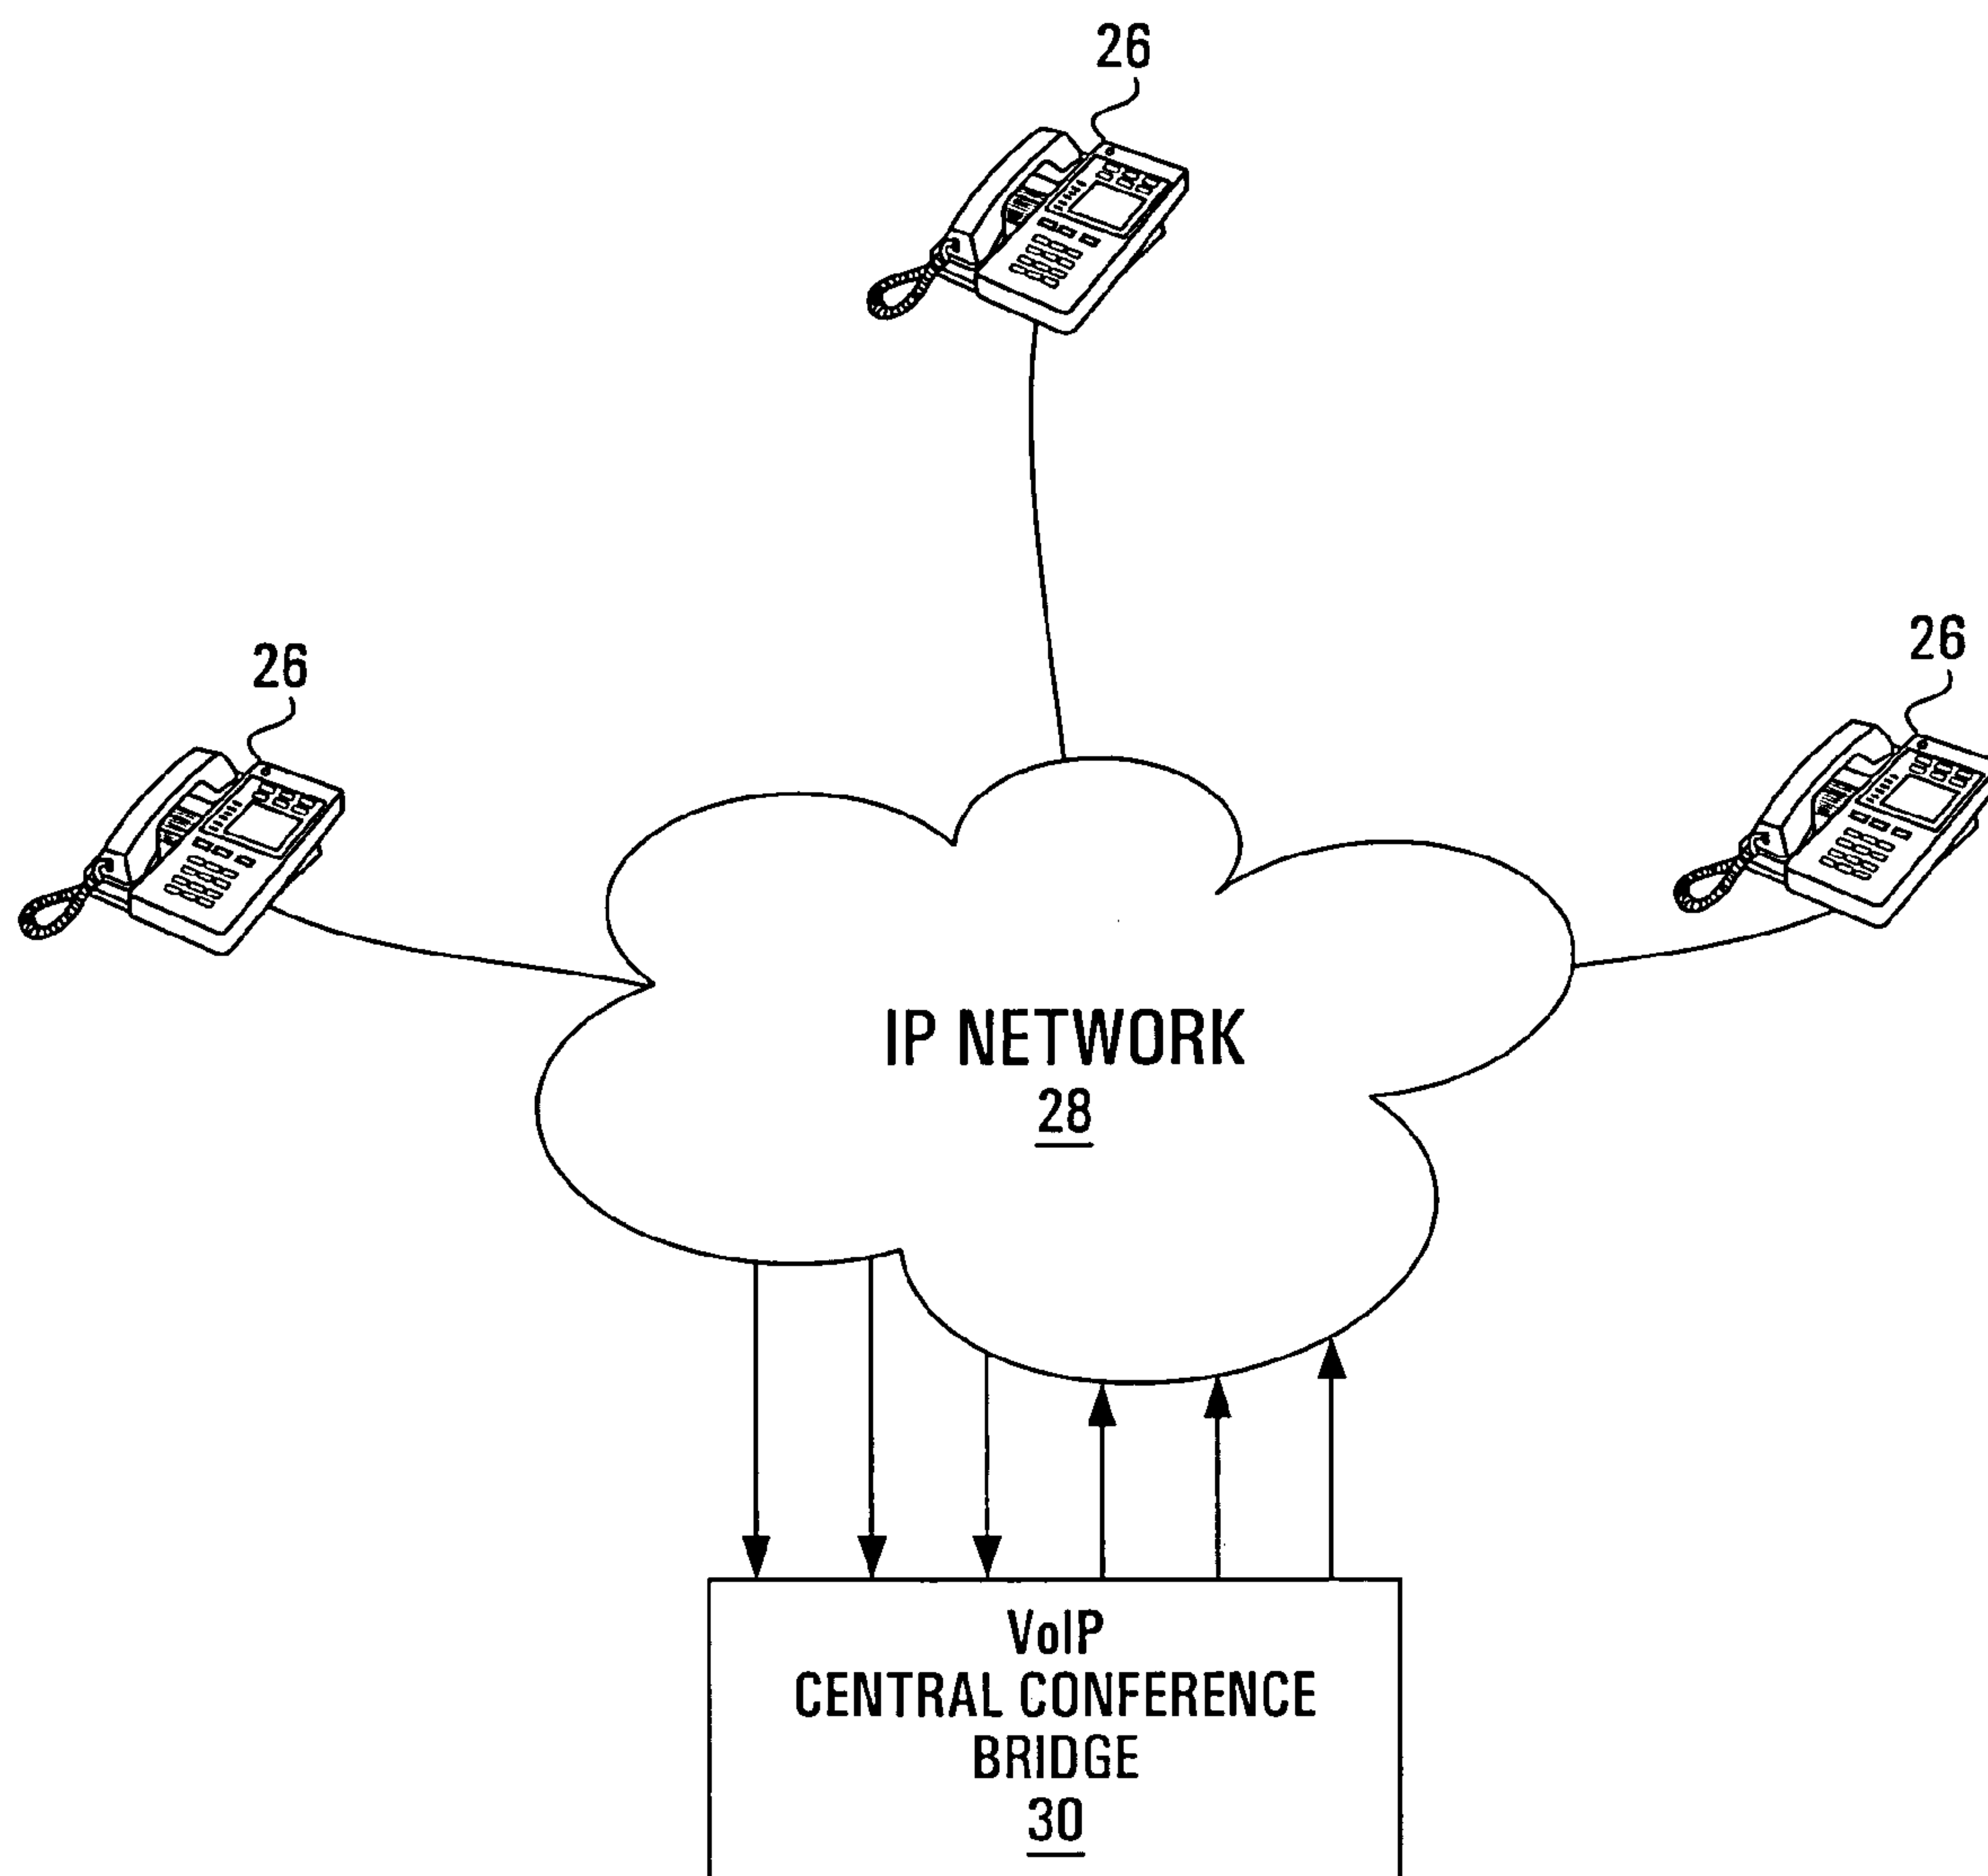 26
26
26
IP NETWORK
28
VoIP
CENTRAL CONFERENCE
BRIDGE
30